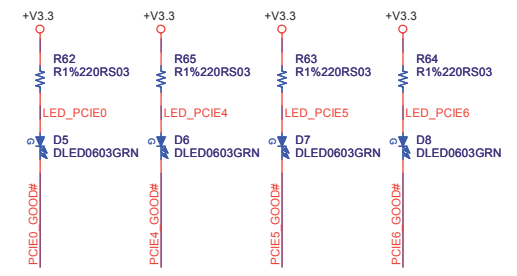 +V3.3
R62
R1%220RS03
LED_PCIE0
G
D5
DLED0603GRN
PCIE0_GOOD#
+V3.3
R65
R1%220RS03
LED_PCIE4
G
D6
DLED0603GRN
PCIE4_GOOD#
+V3.3
R63
R1%220RS03
LED_PCIE5
G
D7
DLED0603GRN
PCIE5_GOOD#
+V3.3
R64
R1%220RS03
LED_PCIE6
G
D8
DLED0603GRN
PCIE6_GOOD#